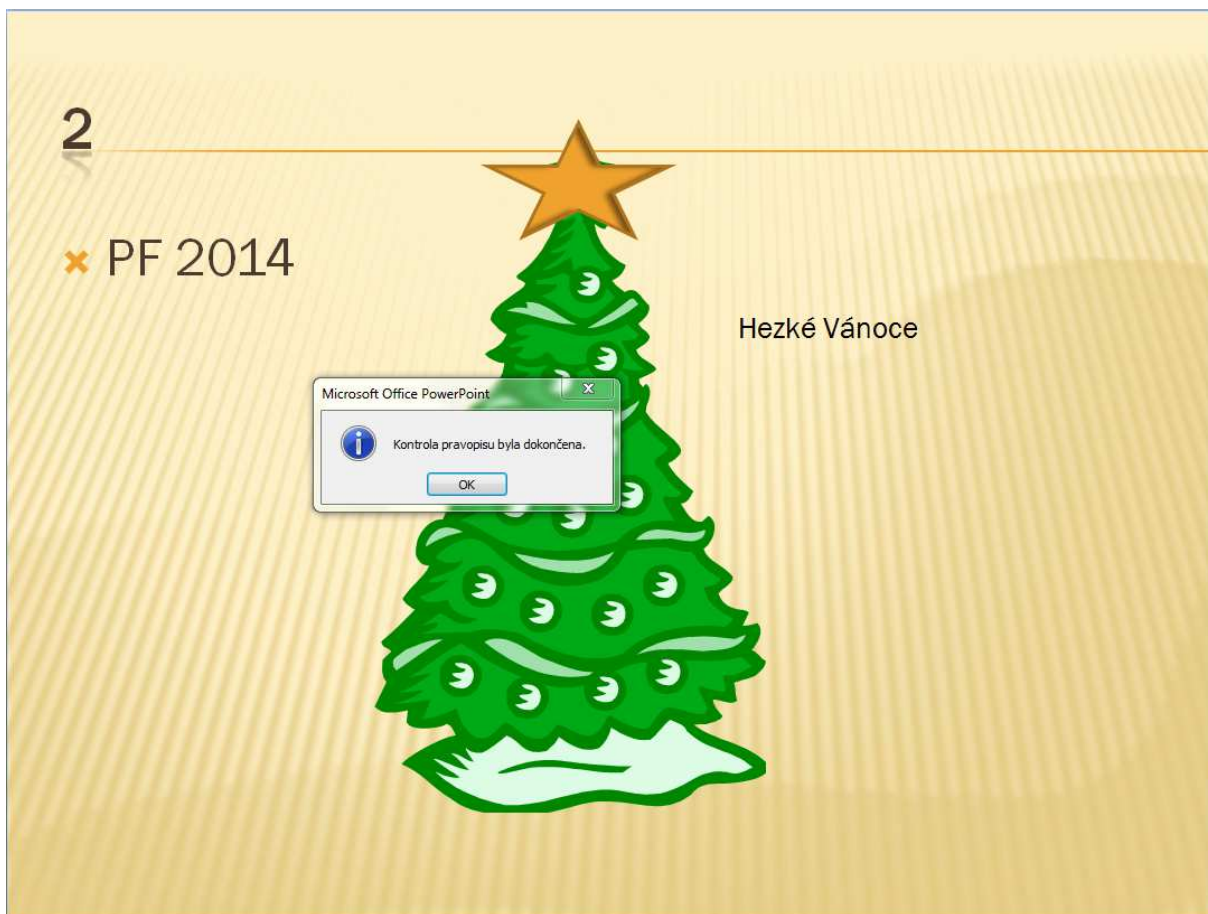 2
PF 2014
Hezké Vánoce
Microsoft Office PowerPoint
Kontrola pravopisu byla dokončena.
OK